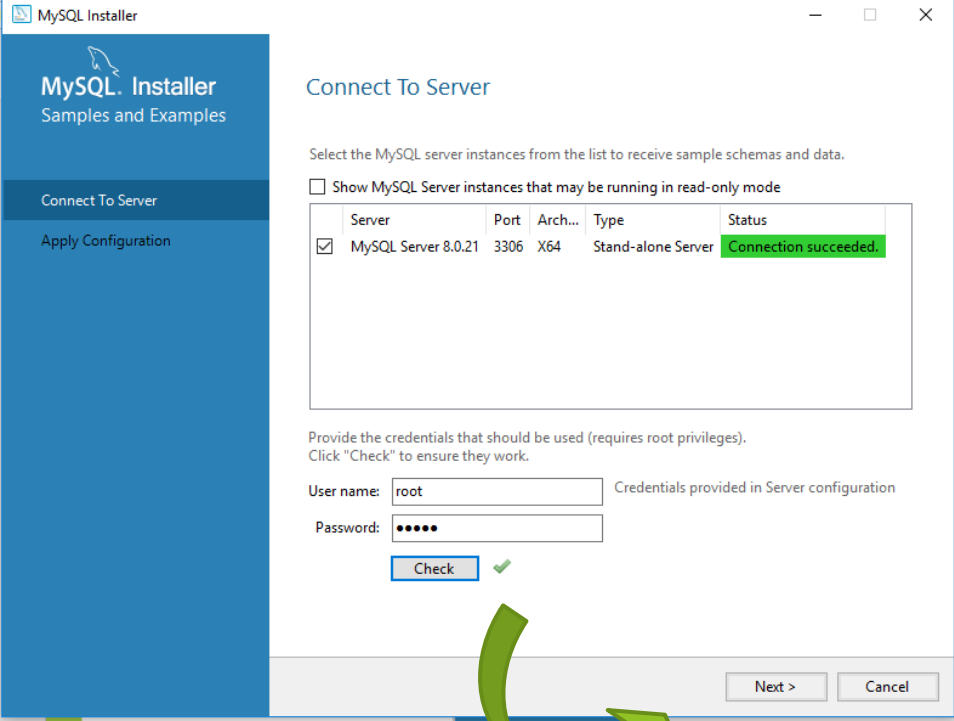 MySQL Installer
MySQL. Installer
Samples and Examples
Connect To Server
Apply Configuration
Connect To Server
Select the MySQL server instances from the list to receive sample schemas and data.
Show MySQL Server instances that may be running in read-only mode
Server Port Arch... Type Status
MySQL Server 8.0.21 3306 X64 Stand-alone Server Connection succeeded.
Provide the credentials that should be used (requires root privileges).
Click "Check" to ensure they work.
User name: root Credentials provided in Server configuration
Password: ●●●●●
Check
Next > Cancel